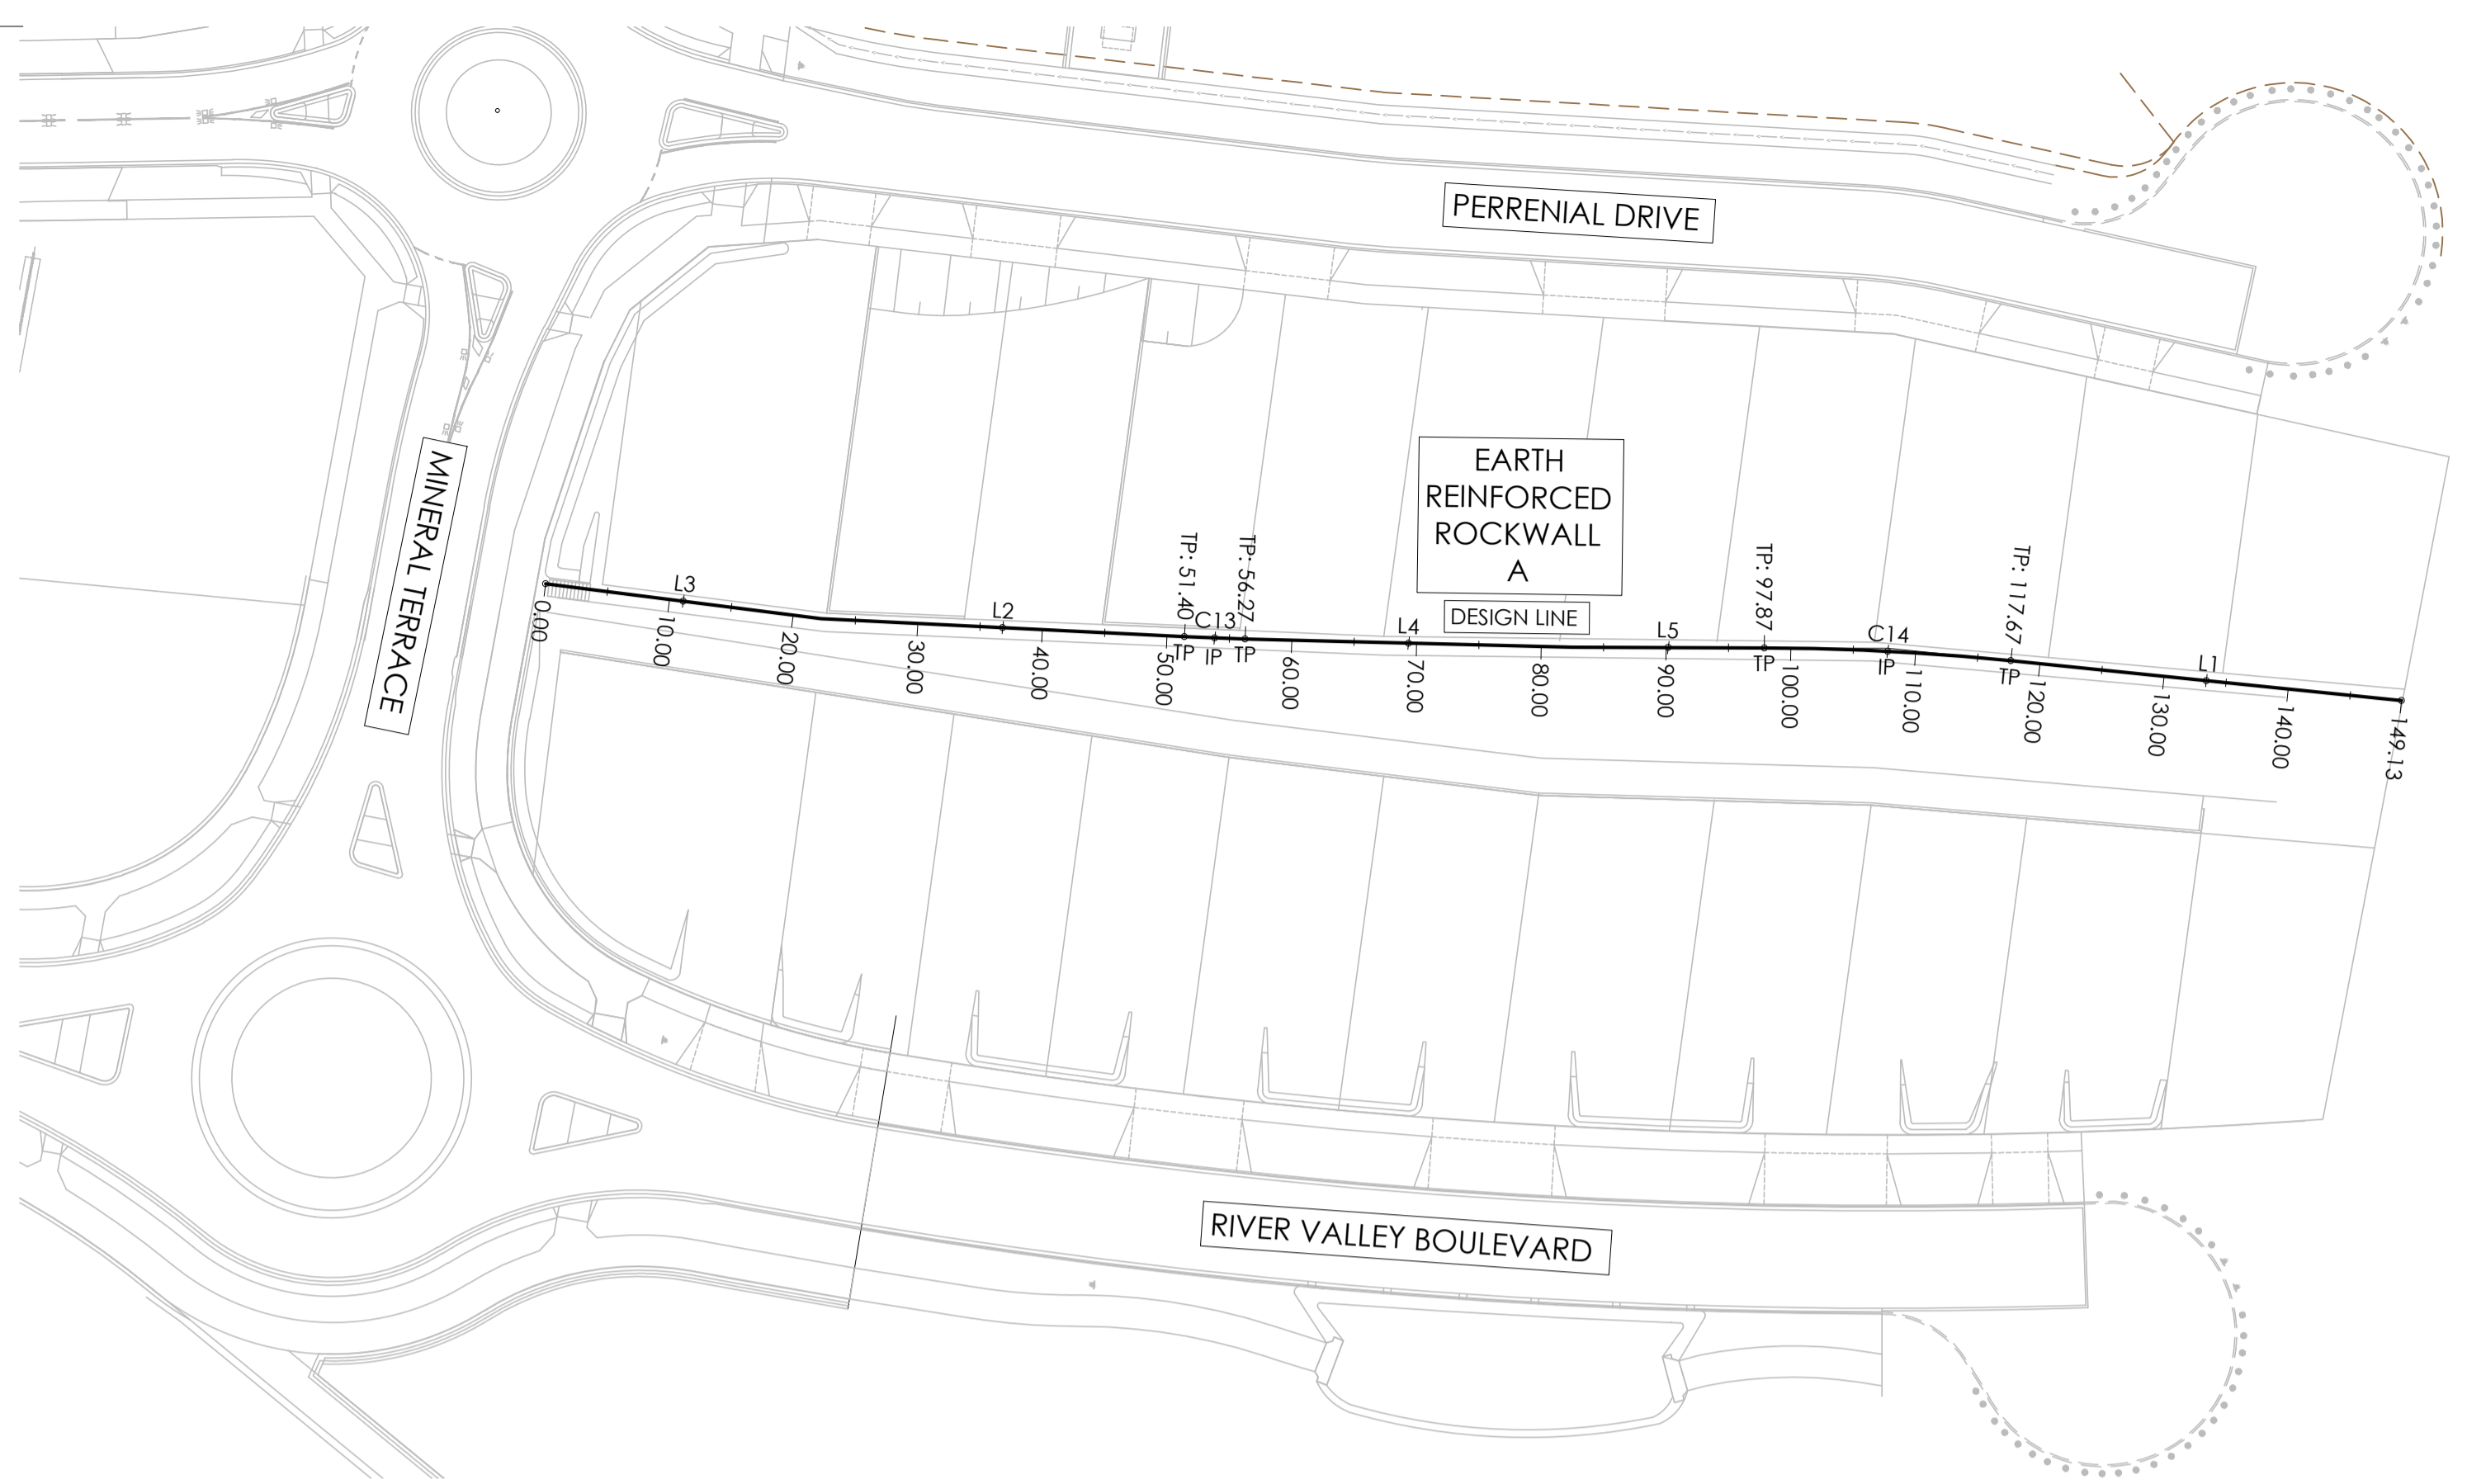 PERRENIAL DRIVE
MINERAL TERRACE
EARTH
REINFORCED
ROCKWALL
A
DESIGN LINE
L3
L2
TP: 51.40
C13
TP: 56.27
L4
L5
TP: 97.87
C14
TP: 117.67
L1
TP
IP
TP
TP
IP
TP
0.00
10.00
20.00
30.00
40.00
50.00
60.00
70.00
80.00
90.00
100.00
110.00
120.00
130.00
140.00
149.13
RIVER VALLEY BOULEVARD